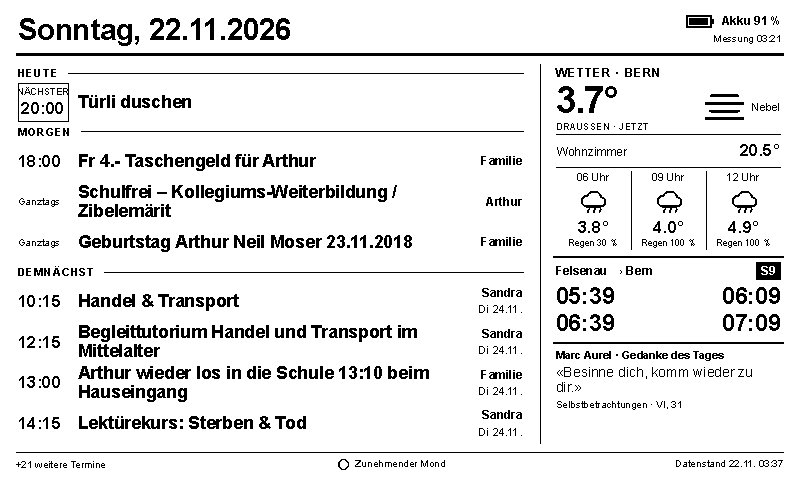 Sonntag, 22.11.2026
Akku 91 %
Messung 03:21
HEUTE
NÄCHSTER
20:00
Türli duschen
MORGEN
18:00 Fr 4.- Taschengeld für Arthur Familie
Ganztags Schulfrei – Kollegiums-Weiterbildung /
Zibelemärit Arthur
Ganztags Geburtstag Arthur Neil Moser 23.11.2018 Familie
DEMNÄCHST
10:15 Handel & Transport Sandra
Di 24.11.
12:15 Begleittutorium Handel und Transport im
Mittelalter Sandra
Di 24.11.
13:00 Arthur wieder los in die Schule 13:10 beim
Hauseingang Familie
Di 24.11.
14:15 Lektürekurs: Sterben & Tod Sandra
Di 24.11.
WETTER · BERN
3.7°
Nebel
DRAUSSEN · JETZT
Wohnzimmer 20.5°
06 Uhr 09 Uhr 12 Uhr
3.8° 4.0° 4.9°
Regen 30 % Regen 100 % Regen 100 %
Felsenau › Bern S9
05:39 06:09
06:39 07:09
Marc Aurel · Gedanke des Tages
«Besinne dich, komm wieder zu
dir.»
Selbstbetrachtungen · VI, 31
+21 weitere Termine
Zunehmender Mond
Datenstand 22.11. 03:37